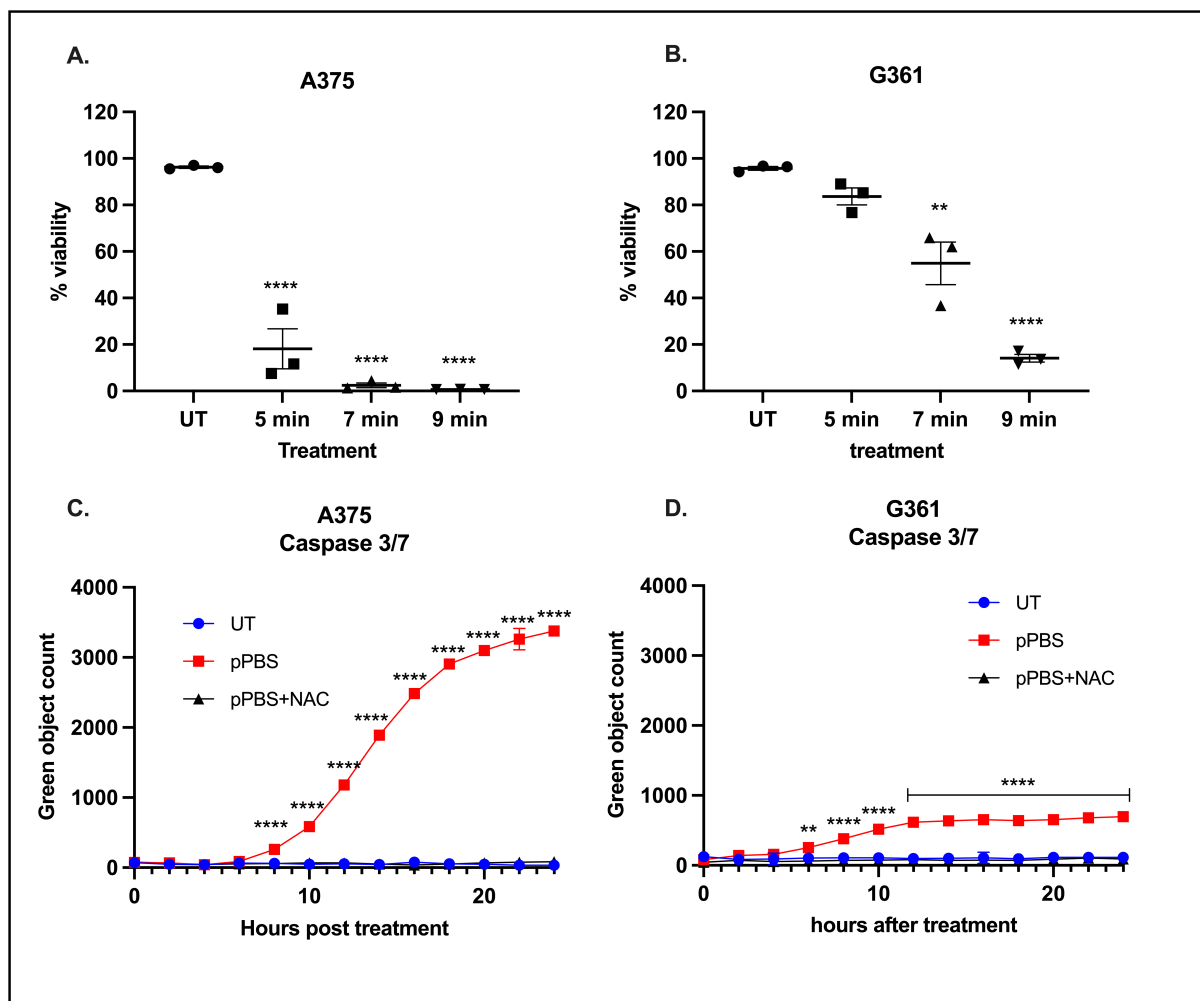 A.
A375
120
100
80
60
40
20
0
% viability
****
****
****
UT
5 min
7 min
9 min
Treatment
B.
G361
120
100
80
60
40
20
0
% viability
**
****
UT
5 min
7 min
9 min
treatment
C.
A375
Caspase 3/7
4000
3000
2000
1000
0
Green object count
UT
pPBS
pPBS+NAC
****
****
****
****
****
****
****
****
****
0
10
20
Hours post treatment
D.
G361
Caspase 3/7
4000
3000
2000
1000
0
Green object count
UT
pPBS
pPBS+NAC
**
****
****
****
0
10
20
hours after treatment